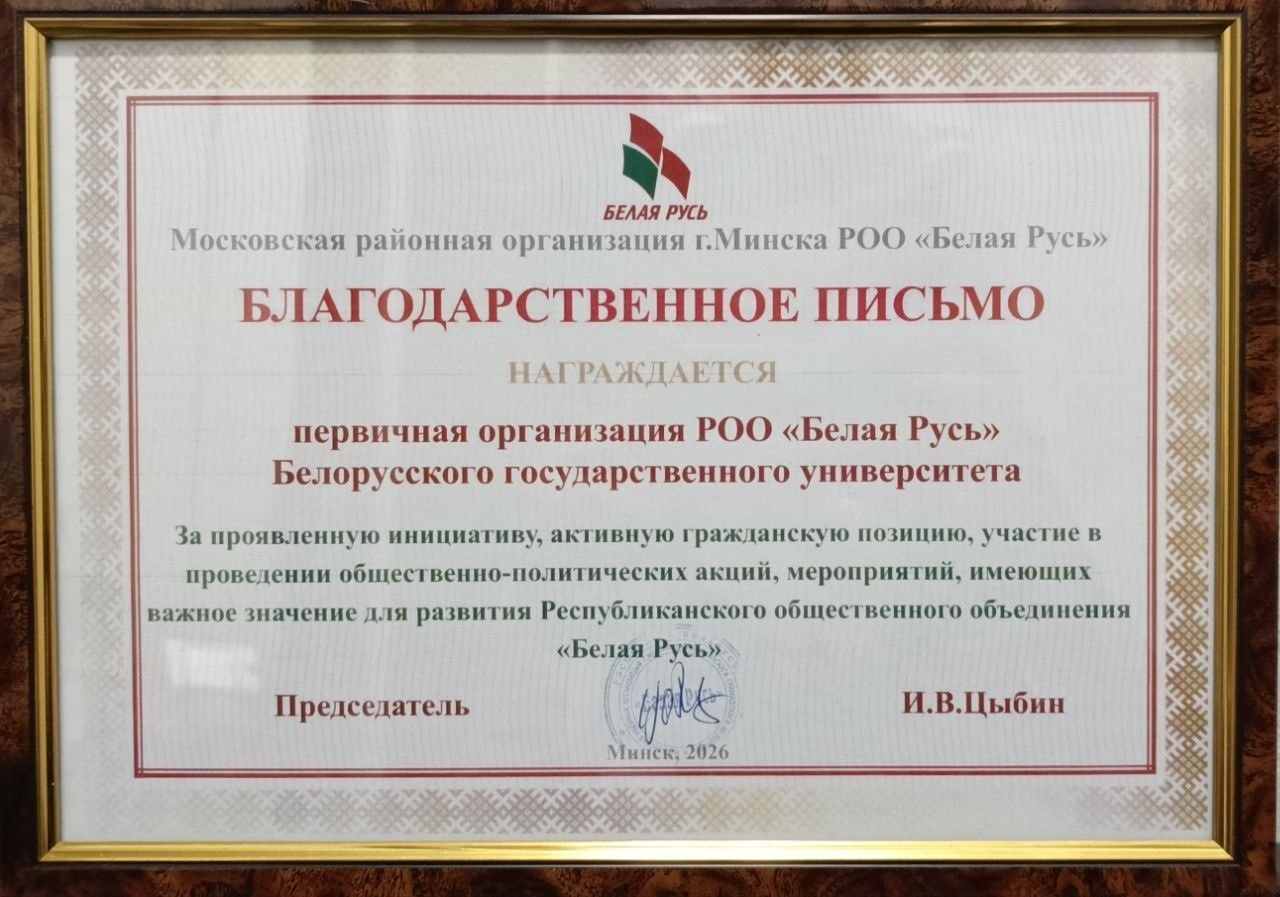 БЕЛАЯ РУСЬ
Московская районная организация г.Минска РОО «Белая Русь»
БЛАГОДАРСТВЕННОЕ ПИСЬМО
НАГРАЖДАЕТСЯ
первичная организация РОО «Белая Русь»
Белорусского государственного университета
За проявленную инициативу, активную гражданскую позицию, участие в
проведении общественно-политических акций, мероприятий, имеющих
важное значение для развития Республиканского общественного объединения
«Белая Русь»
Председатель
И.В.Цыбин
Минск, 2026